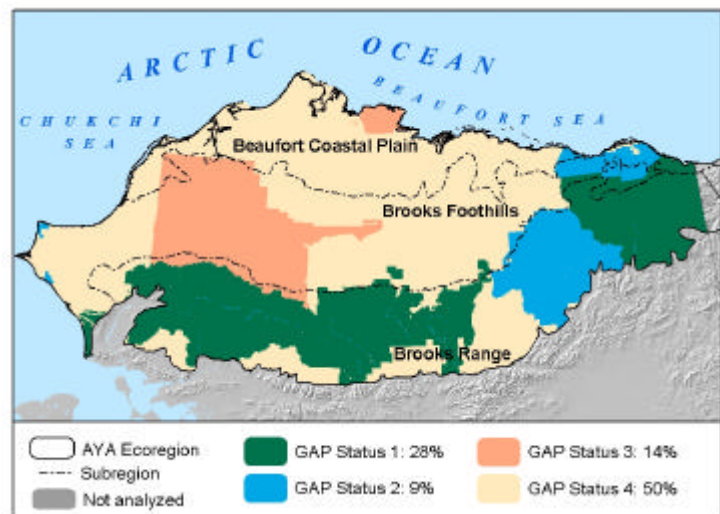 ARCTIC OCEAN
BEAUFORT SEA
CHUKCHI
SEA
Beaufort Coastal Plain
Brooks Foothills
Brooks Range
AYA Ecoregion
Subregion
Not analyzed
GAP Status 1: 28%
GAP Status 2: 9%
GAP Status 3: 14%
GAP Status 4: 50%